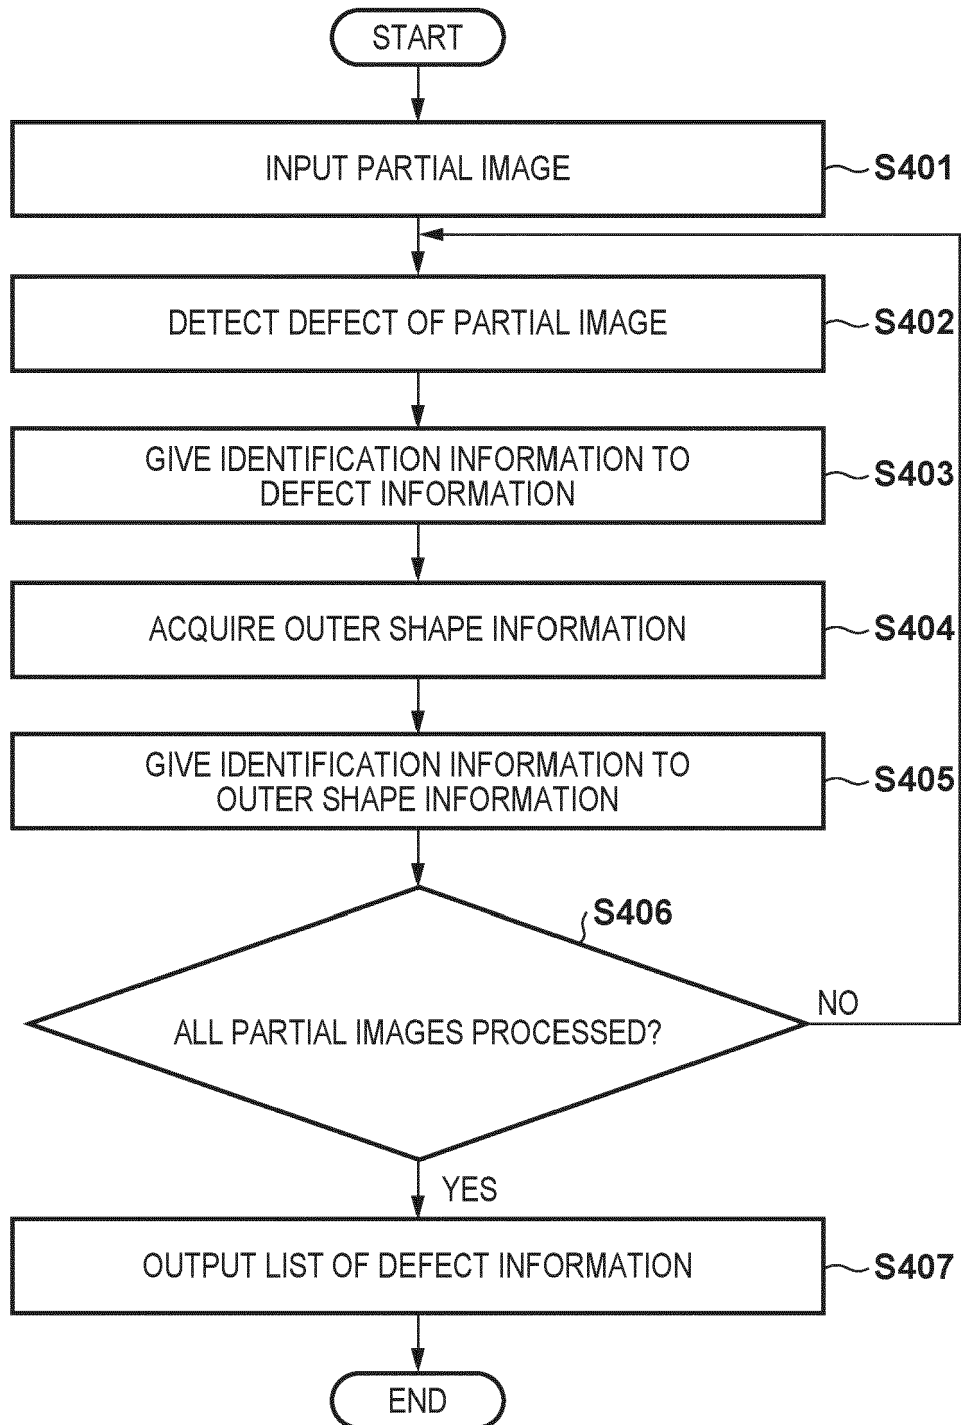 START
INPUT PARTIAL IMAGE
S401
DETECT DEFECT OF PARTIAL IMAGE
S402
GIVE IDENTIFICATION INFORMATION TO
DEFECT INFORMATION
S403
ACQUIRE OUTER SHAPE INFORMATION
S404
GIVE IDENTIFICATION INFORMATION TO
OUTER SHAPE INFORMATION
S405
S406
ALL PARTIAL IMAGES PROCESSED?
NO
YES
OUTPUT LIST OF DEFECT INFORMATION
S407
END